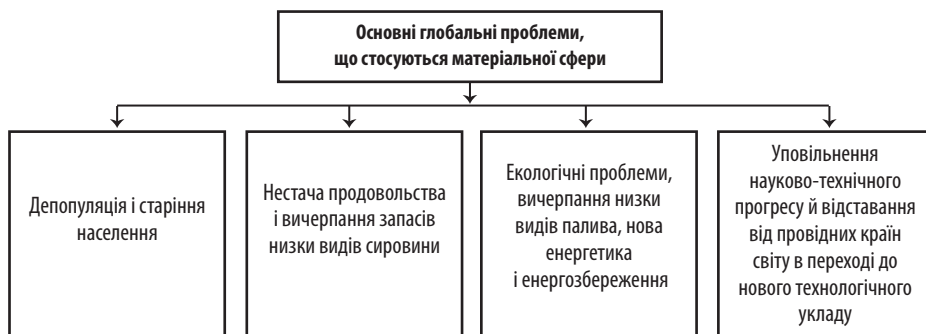 Основні глобальні проблеми,
що стосуються матеріальної сфери
Депопуляція і старіння
населення
Нестача продовольства
і вичерпання запасів
низки видів сировини
Екологічні проблеми,
вичерпання низки
видів палива, нова
енергетика
і енергозбереження
Уповільнення
науково-технічного
прогресу й відставання
від провідних країн
світу в переході до
нового технологічного
укладу